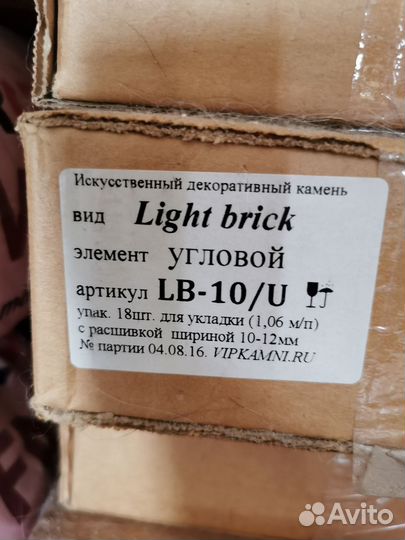 Искусственный декоративный камень
вид Light brick
элемент угловой
артикул LB-10/U
упак. 18шт. для укладки (1,06 м/п)
с расшивкой шириной 10-12мм
№ партии 04.08.16. VIPKAMNI.RU
Avito